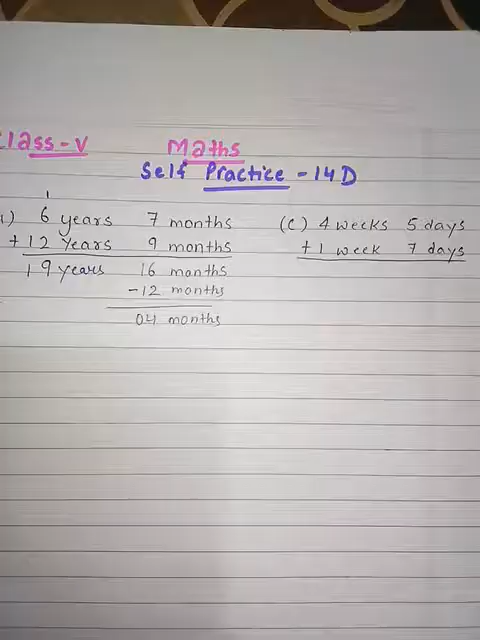 Class - V Maths
Self Practice - 14D
1
) 6 years 7 months
+ 12 Years 9 months
19 years 16 months
- 12 months
04 months
(C) 4 weeks 5 days
+ 1 week 7 days